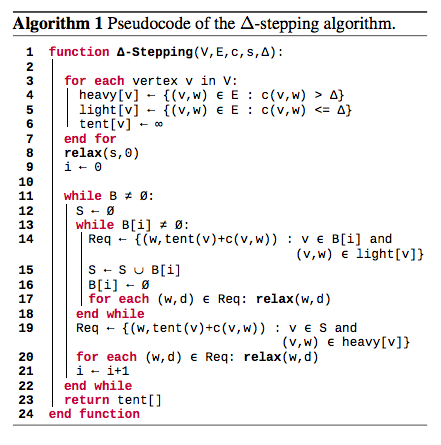 Algorithm 1 Pseudocode of the Δ-stepping algorithm.
1 function Δ-Stepping(V,E,c,s,Δ):
2
3 for each vertex v in V:
4 heavy[v] ← {(v,w) ∈ E : c(v,w) > Δ}
5 light[v] ← {(v,w) ∈ E : c(v,w) <= Δ}
6 tent[v] ← ∞
7 end for
8 relax(s,0)
9 i ← 0
10
11 while B ≠ Ø:
12 S ← Ø
13 while B[i] ≠ Ø:
14 Req ← {(w,tent(v)+c(v,w)) : v ∈ B[i] and
(v,w) ∈ light[v]}
15 S ← S ∪ B[i]
16 B[i] ← Ø
17 for each (w,d) ∈ Req: relax(w,d)
18 end while
19 Req ← {(w,tent(v)+c(v,w)) : v ∈ S and
(v,w) ∈ heavy[v]}
20 for each (w,d) ∈ Req: relax(w,d)
21 i ← i+1
22 end while
23 return tent[]
24 end function